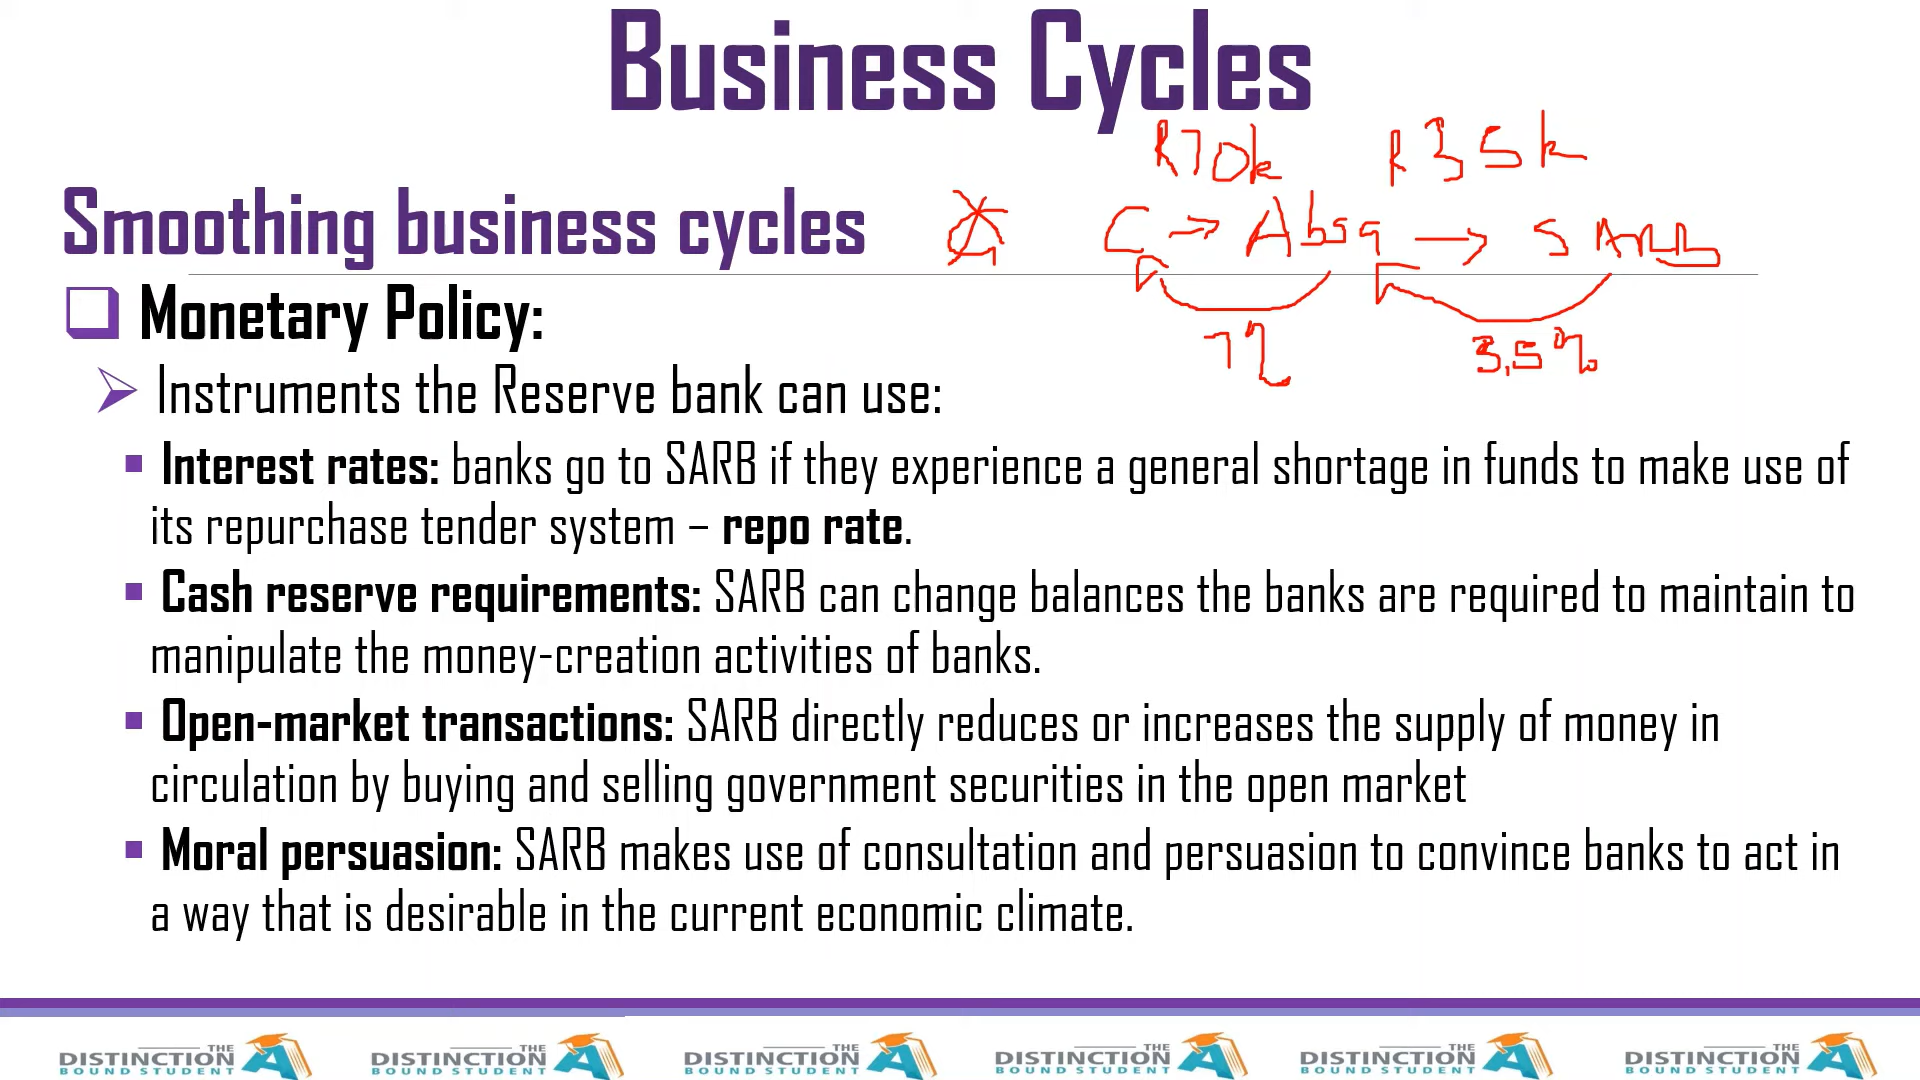 Business Cycles
R70k R35k
Smoothing business cycles
C → Absa → SARB
Monetary Policy:
7% 3,5%
Instruments the Reserve bank can use:
Interest rates: banks go to SARB if they experience a general shortage in funds to make use of
its repurchase tender system – repo rate.
Cash reserve requirements: SARB can change balances the banks are required to maintain to
manipulate the money-creation activities of banks.
Open-market transactions: SARB directly reduces or increases the supply of money in
circulation by buying and selling government securities in the open market
Moral persuasion: SARB makes use of consultation and persuasion to convince banks to act in
a way that is desirable in the current economic climate.
THE DISTINCTION BOUND STUDENT A THE DISTINCTION BOUND STUDENT A THE DISTINCTION BOUND STUDENT A THE DISTINCTION BOUND STUDENT A THE DISTINCTION BOUND STUDENT A THE DISTINCTION BOUND STUDENT A